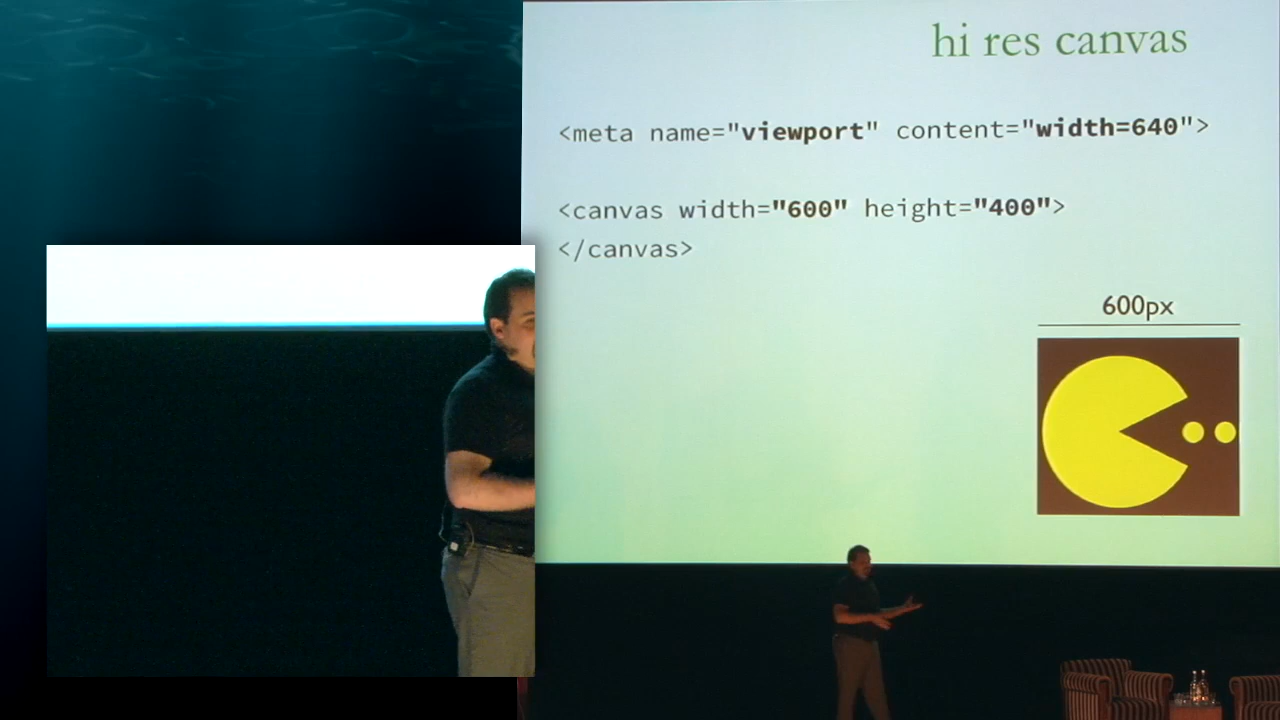 hi res canvas
<meta name="viewport" content="width=640">
<canvas width="600" height="400">
</canvas>
600px